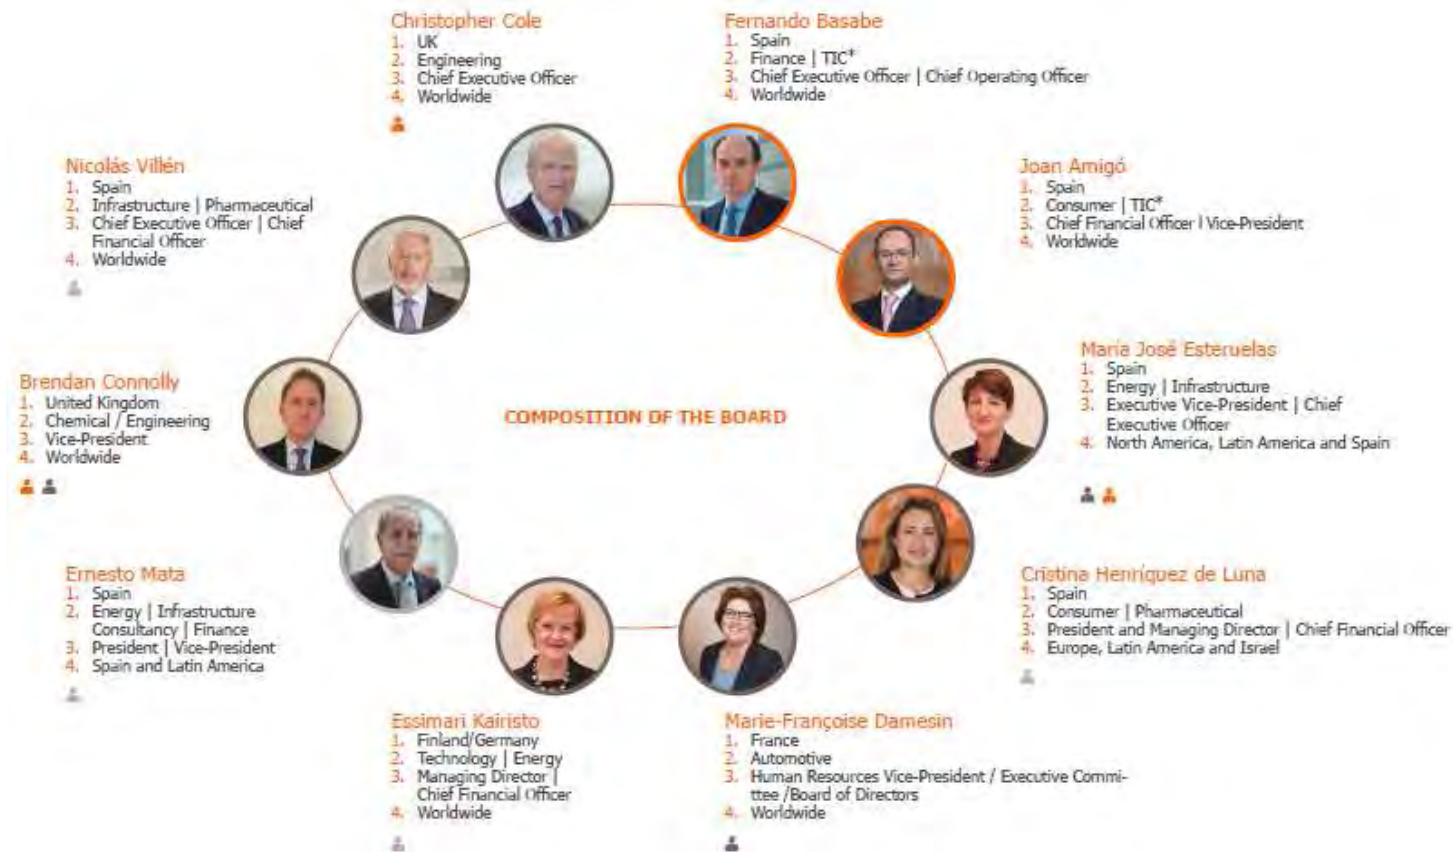 Christopher Cole
1. UK
2. Engineering
3. Chief Executive Officer
4. Worldwide
Fernando Basabe
1. Spain
2. Finance | TIC*
3. Chief Executive Officer | Chief Operating Officer
4. Worldwide
Nicolás Villén
1. Spain
2. Infrastructure | Pharmaceutical
3. Chief Executive Officer | Chief
Financial Officer
4. Worldwide
Joan Amigó
1. Spain
2. Consumer | TIC*
3. Chief Financial Officer | Vice-President
4. Worldwide
Brendan Connolly
1. United Kingdom
2. Chemical / Engineering
3. Vice-President
4. Worldwide
COMPOSITION OF THE BOARD
María José Esteruelas
1. Spain
2. Energy | Infrastructure
3. Executive Vice-President | Chief
Executive Officer
4. North America, Latin America and Spain
Ernesto Mata
1. Spain
2. Energy | Infrastructure
Consultancy | Finance
3. President | Vice-President
4. Spain and Latin America
Cristina Henríquez de Luna
1. Spain
2. Consumer | Pharmaceutical
3. President and Managing Director | Chief Financial Officer
4. Europe, Latin America and Israel
Essimari Kairisto
1. Finland/Germany
2. Technology | Energy
3. Managing Director |
Chief Financial Officer
4. Worldwide
Marie-Françoise Damesin
1. France
2. Automotive
3. Human Resources Vice-President / Executive Commi-
ttee /Board of Directors
4. Worldwide